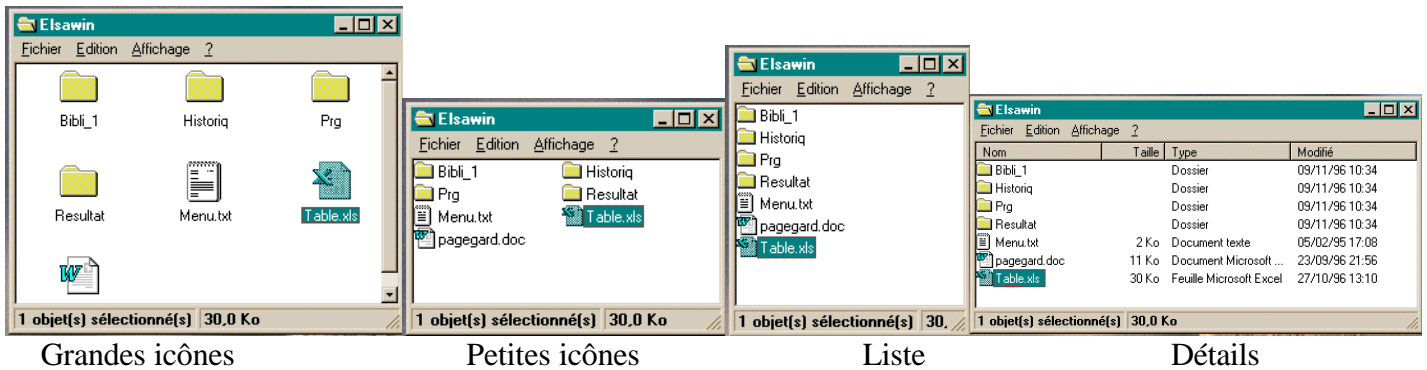 Elsawin
Fichier Edition Affichage ?
Bibli_1 Historiq Prg
Resultat Menu.txt Table.xls
1 objet(s) sélectionné(s) 30,0 Ko
Elsawin
Fichier Edition Affichage ?
Bibli_1 Historiq
Prg Resultat
Menu.txt Table.xls
pagegard.doc
1 objet(s) sélectionné(s) 30,0 Ko
Elsawin
Fichier Edition Affichage ?
Bibli_1
Historiq
Prg
Resultat
Menu.txt
pagegard.doc
Table.xls
1 objet(s) sélectionné(s) 30,
Elsawin
Fichier Edition Affichage ?
Nom Taille Type Modifié
Bibli_1 Dossier 09/11/96 10:34
Historiq Dossier 09/11/96 10:34
Prg Dossier 09/11/96 10:34
Resultat Dossier 09/11/96 10:34
Menu.txt 2 Ko Document texte 05/02/95 17:08
pagegard.doc 11 Ko Document Microsoft ... 23/09/96 21:56
Table.xls 30 Ko Feuille Microsoft Excel 27/10/96 13:10
1 objet(s) sélectionné(s) 30,0 Ko
Grandes icônes Petites icônes Liste Détails